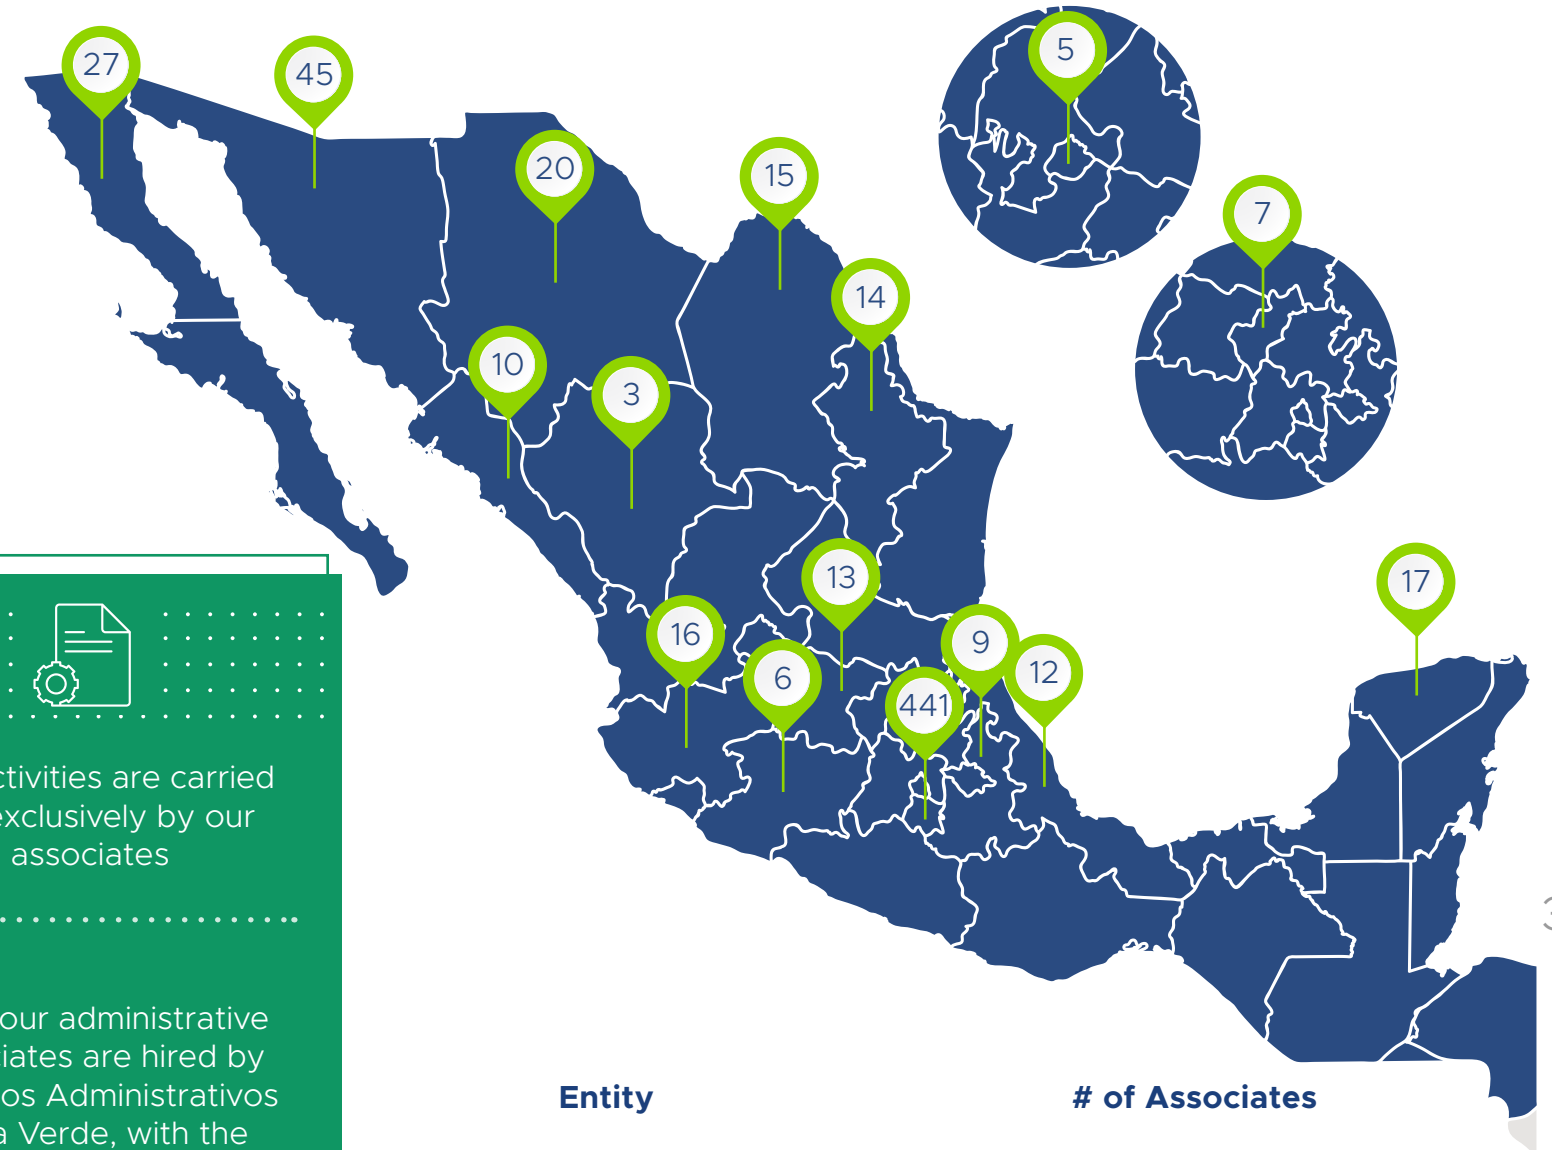 27
45
5
20
15
7
14
10
3
13
17
16
9
6
12
441
ctivities are carried
exclusively by our
associates
our administrative
ciates are hired by
os Administrativos
a Verde, with the
Entity
# of Associates